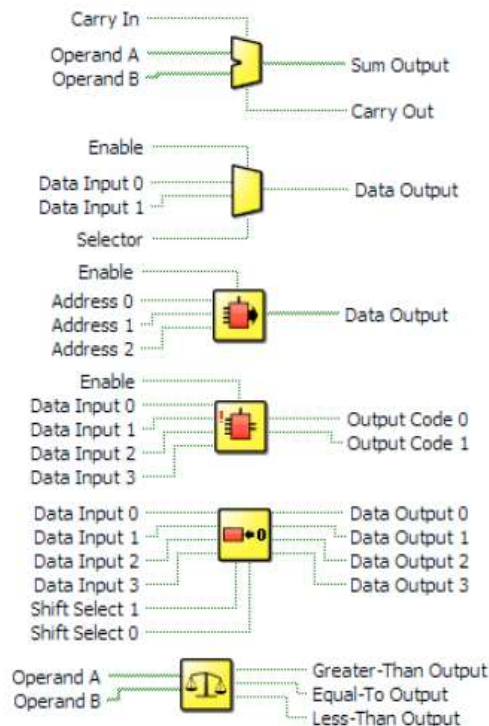 Carry In
Operand A
Operand B
Sum Output
Carry Out
Enable
Data Input 0
Data Input 1
Selector
Data Output
Enable
Address 0
Address 1
Address 2
Data Output
Enable
Data Input 0
Data Input 1
Data Input 2
Data Input 3
Output Code 0
Output Code 1
Data Input 0
Data Input 1
Data Input 2
Data Input 3
Shift Select 1
Shift Select 0
0
Data Output 0
Data Output 1
Data Output 2
Data Output 3
Operand A
Operand B
Greater-Than Output
Equal-To Output
Less-Than Output